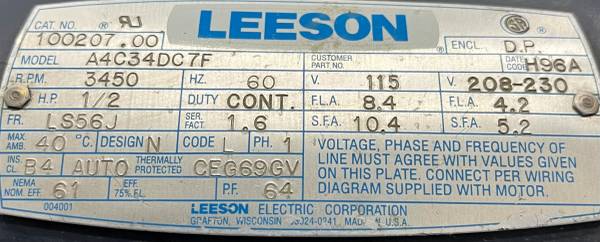 LEESON
CAT. NO. 100207.00
ENCL. D.P.
MODEL A4C34DC7F CUSTOMER PART NO. DATE CODE H96A
R.P.M. 3450 HZ. 60 V. 115 V. 208-230
H.P. 1/2 DUTY CONT. F.L.A. 8.4 F.L.A. 4.2
FR. LS56J SER. FACT. 1.6 S.F.A. 10.4 S.F.A. 5.2
MAX. AMB. 40 °C. DESIGN N CODE L PH. 1
INS. CL B4 AUTO THERMALLY PROTECTED CEG69GV
NEMA NOM. EFF. 61 EFF. 75% FL. P.F. 64
VOLTAGE, PHASE AND FREQUENCY OF
LINE MUST AGREE WITH VALUES GIVEN
ON THIS PLATE. CONNECT PER WIRING
DIAGRAM SUPPLIED WITH MOTOR.
004001
LEESON ELECTRIC CORPORATION
GRAFTON, WISCONSIN U.S.A.